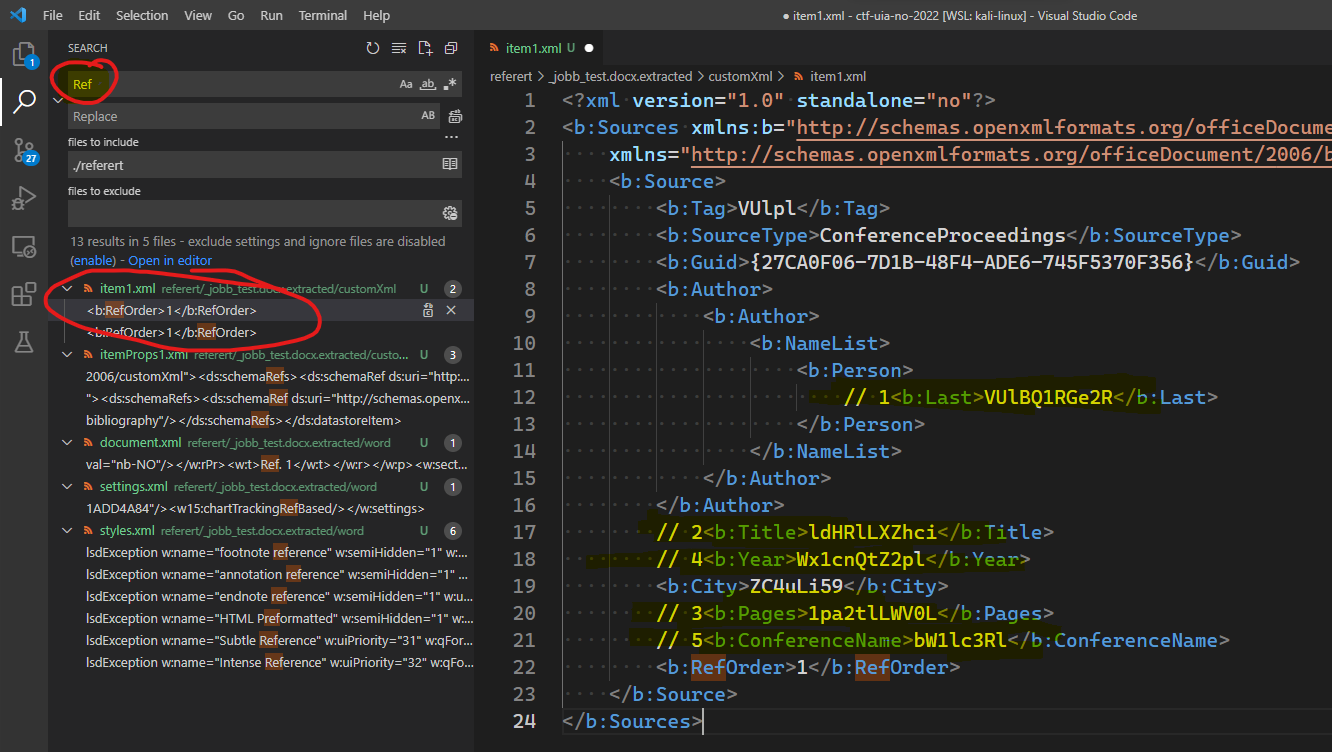 File Edit Selection View Go Run Terminal Help
● item1.xml - ctf-uia-no-2022 [WSL: kali-linux] - Visual Studio Code
SEARCH
Ref
Aa ab .*
Replace
AB
files to include
./referert
files to exclude
13 results in 5 files - exclude settings and ignore files are disabled
(enable) - Open in editor
item1.xml referert/_jobb_test.docx.extracted/customXml U 2
<b:RefOrder>1</b:RefOrder>
<b:RefOrder>1</b:RefOrder>
itemProps1.xml referert/_jobb_test.docx.extracted/custo... U 3
2006/customXml"><ds:schemaRefs><ds:schemaRef ds:uri="http:...
"><ds:schemaRefs><ds:schemaRef ds:uri="http://schemas.openx...
bibliography"/></ds:schemaRefs></ds:datastoreItem>
document.xml referert/_jobb_test.docx.extracted/word U 1
val="nb-NO"/></w:rPr><w:t>Ref. 1</w:t></w:r></w:p><w:sect...
settings.xml referert/_jobb_test.docx.extracted/word U 1
1ADD4A84"/><w15:chartTrackingRefBased/></w:settings>
styles.xml referert/_jobb_test.docx.extracted/word U 6
lsdException w:name="footnote reference" w:semiHidden="1" w:...
lsdException w:name="annotation reference" w:semiHidden="1" ...
lsdException w:name="endnote reference" w:semiHidden="1" w:u...
lsdException w:name="HTML Preformatted" w:semiHidden="1" w:...
lsdException w:name="Subtle Reference" w:uiPriority="31" w:qFor...
lsdException w:name="Intense Reference" w:uiPriority="32" w:qFo...
1
27
item1.xml U ●
referert > _jobb_test.docx.extracted > customXml > item1.xml
1 <?xml version="1.0" standalone="no"?>
2 <b:Sources xmlns:b="http://schemas.openxmlformats.org/officeDocume
3 xmlns="http://schemas.openxmlformats.org/officeDocument/2006/b
4 <b:Source>
5 <b:Tag>VUlpl</b:Tag>
6 <b:SourceType>ConferenceProceedings</b:SourceType>
7 <b:Guid>{27CA0F06-7D1B-48F4-ADE6-745F5370F356}</b:Guid>
8 <b:Author>
9 <b:Author>
10 <b:NameList>
11 <b:Person>
12 // 1<b:Last>VUlBQ1RGe2R</b:Last>
13 </b:Person>
14 </b:NameList>
15 </b:Author>
16 </b:Author>
17 // 2<b:Title>ldHRlLXZhci</b:Title>
18 // 4<b:Year>Wx1cnQtZ2pl</b:Year>
19 <b:City>ZC4uLi59</b:City>
20 // 3<b:Pages>1pa2tlLWV0L</b:Pages>
21 // 5<b:ConferenceName>bW1lc3Rl</b:ConferenceName>
22 <b:RefOrder>1</b:RefOrder>
23 </b:Source>
24 </b:Sources>